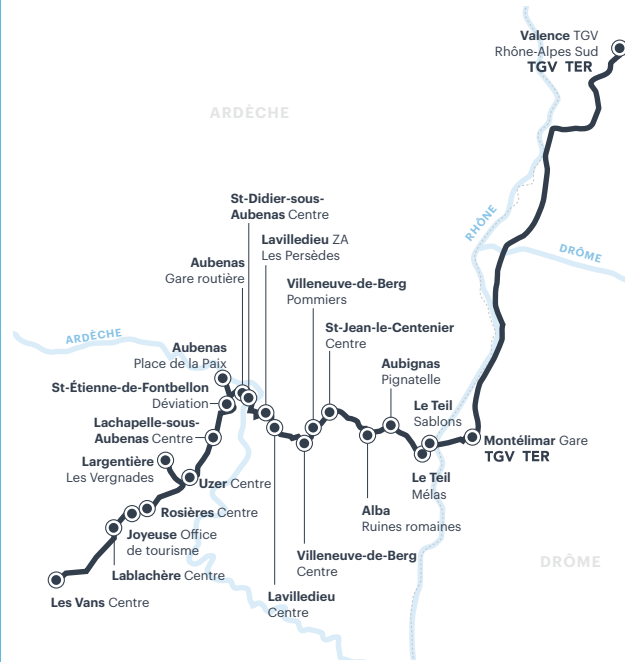 Valence TGV
Rhône-Alpes Sud
TGV TER
ARDÈCHE
St-Didier-sous-
Aubenas Centre
RHÔNE
Lavilledieu ZA
Les Persèdes
DRÔME
Aubenas
Gare routière
Villeneuve-de-Berg
Pommiers
St-Jean-le-Centenier
Centre
ARDÈCHE
Aubenas
Place de la Paix
Aubignas
Pignatelle
St-Étienne-de-Fontbellon
Déviation
Le Teil
Sablons
Lachapelle-sous-
Aubenas Centre
Montélimar Gare
TGV TER
Largentière
Les Vergnades
Le Teil
Mélas
Uzer Centre
Rosières Centre
Alba
Ruines romaines
Joyeuse Office
de tourisme
Villeneuve-de-Berg
Centre
DRÔME
Lablachère Centre
Les Vans Centre
Lavilledieu
Centre